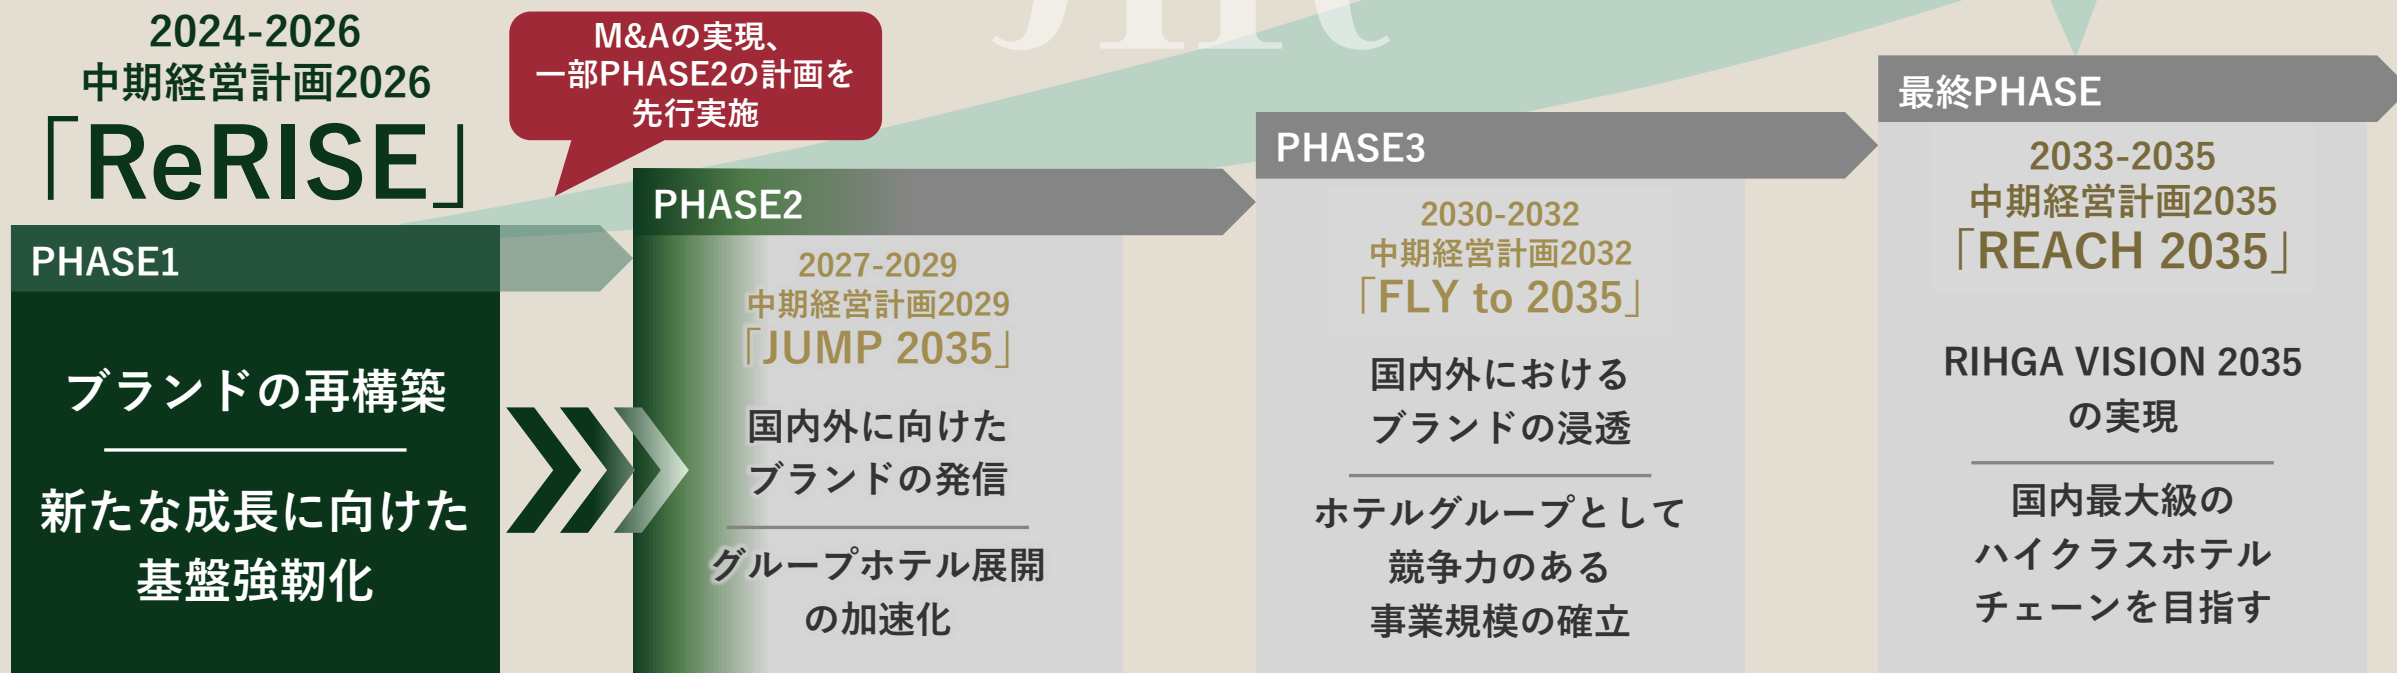 2024-2026
中期経営計画2026
「ReRISE」
PHASE1
ブランドの再構築
新たな成長に向けた
基盤強靭化
M&Aの実現、
一部PHASE2の計画を
先行実施
PHASE2
2027-2029
中期経営計画2029
「JUMP 2035」
国内外に向けた
ブランドの発信
グループホテル展開
の加速化
PHASE3
2030-2032
中期経営計画2032
「FLY to 2035」
国内外における
ブランドの浸透
ホテルグループとして
競争力のある
事業規模の確立
最終PHASE
2033-2035
中期経営計画2035
「REACH 2035」
RIHGA VISION 2035
の実現
国内最大級の
ハイクラスホテル
チェーンを目指す